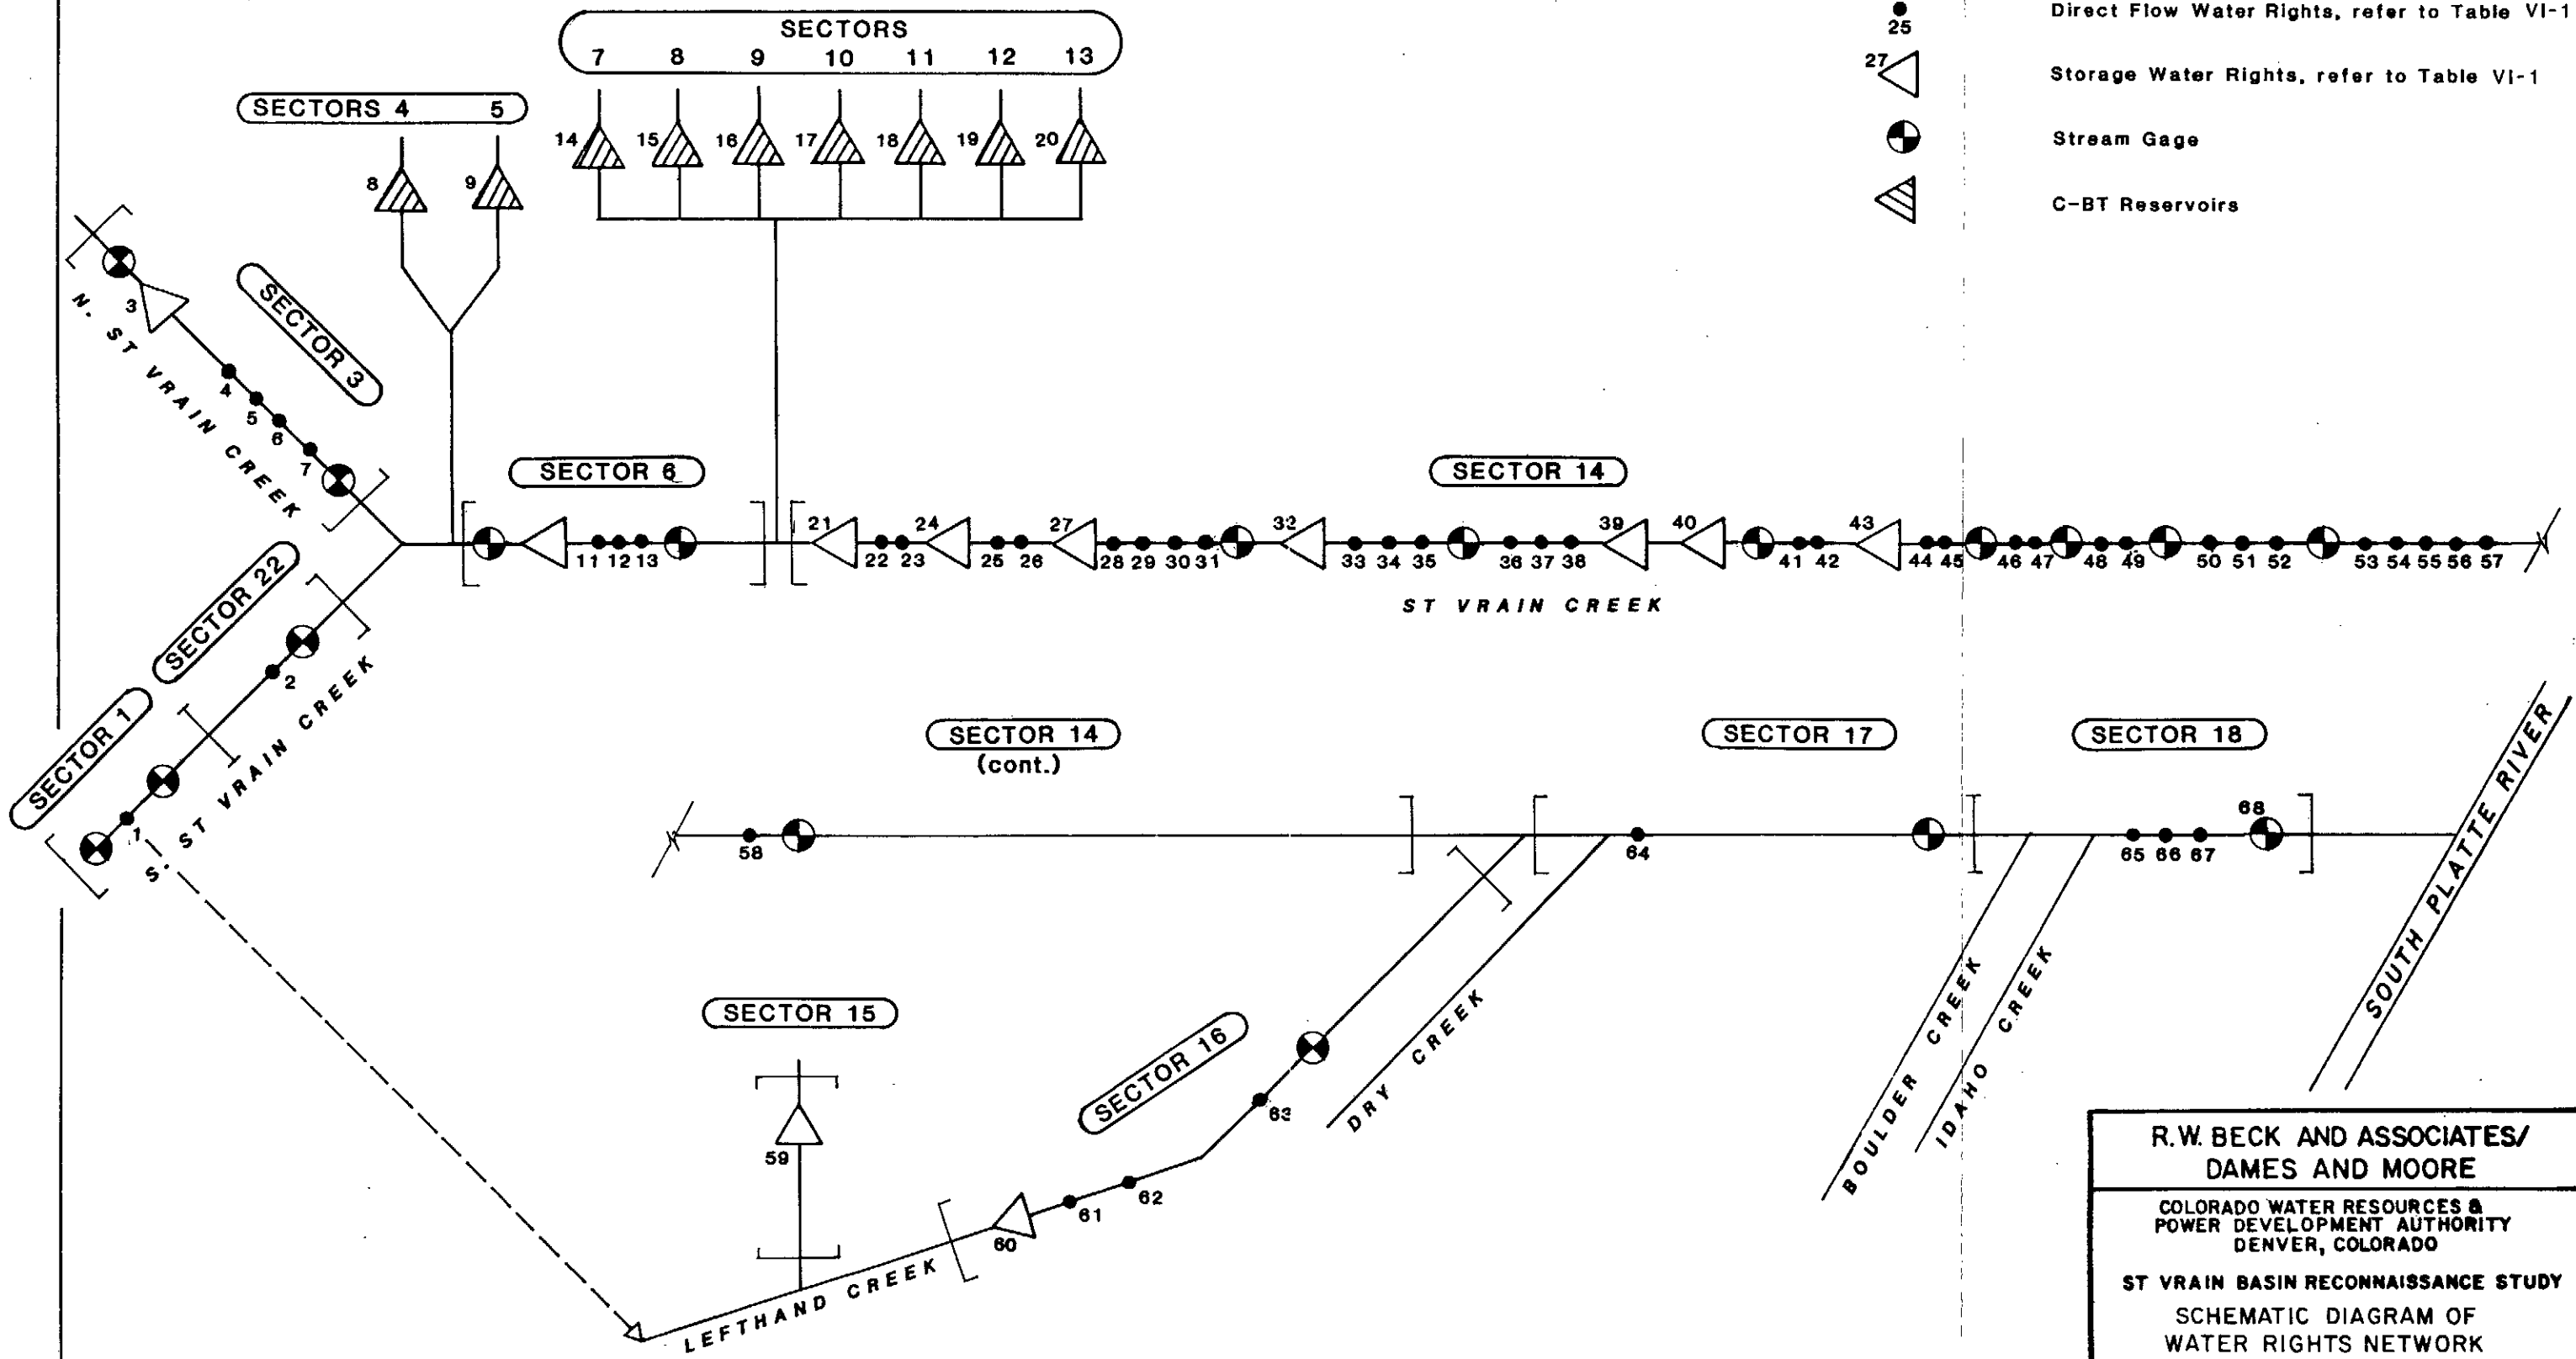 Direct Flow Water Rights, refer to Table VI-1
25
27
Storage Water Rights, refer to Table VI-1
Stream Gage
C-BT Reservoirs
SECTORS
7 8 9 10 11 12 13
SECTORS 4 5
14 15 16 17 18 19 20
8 9
3
N. ST VRAIN CREEK
SECTOR 3
4
5
6
7
SECTOR 6
SECTOR 14
11 12 13
21 22 23 24 25 26 27 28 29 30 31 32 33 34 35 36 37 38 39 40 41 42 43 44 45 46 47 48 49 50 51 52 53 54 55 56 57
ST VRAIN CREEK
SECTOR 22
2
SECTOR 1
1
S. ST VRAIN CREEK
SECTOR 14
(cont.)
SECTOR 17
SECTOR 18
58
64
65 66 67
68
SOUTH PLATTE RIVER
BOULDER CREEK
IDAHO CREEK
DRY CREEK
SECTOR 15
59
SECTOR 16
63
62
61
60
LEFTHAND CREEK
R.W. BECK AND ASSOCIATES/
DAMES AND MOORE
COLORADO WATER RESOURCES &
POWER DEVELOPMENT AUTHORITY
DENVER, COLORADO
ST VRAIN BASIN RECONNAISSANCE STUDY
SCHEMATIC DIAGRAM OF
WATER RIGHTS NETWORK